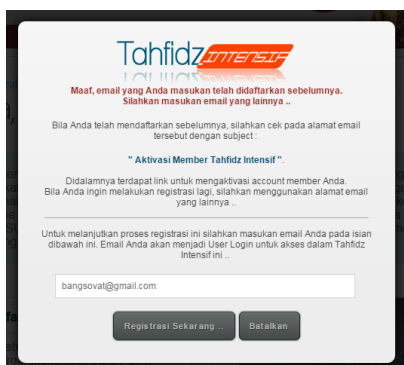 Tahfidz INTENSIF
Maaf, email yang Anda masukan telah didaftarkan sebelumnya.
Silahkan masukan email yang lainnya ..
Bila Anda telah mendaftarkan sebelumnya, silahkan cek pada alamat email
tersebut dengan subject :
" Aktivasi Member Tahfidz Intensif ".
Didalamnya terdapat link untuk mengaktivasi account member Anda.
Bila Anda ingin melakukan registrasi lagi, silahkan menggunakan alamat email
yang lainnya ..
Untuk melanjutkan proses registrasi ini silahkan masukan email Anda pada isian
dibawah ini. Email Anda akan menjadi User Login untuk akses dalam Tahfidz
Intensif ini ..
bangsovat@gmail.com
Registrasi Sekarang ..
Batalkan